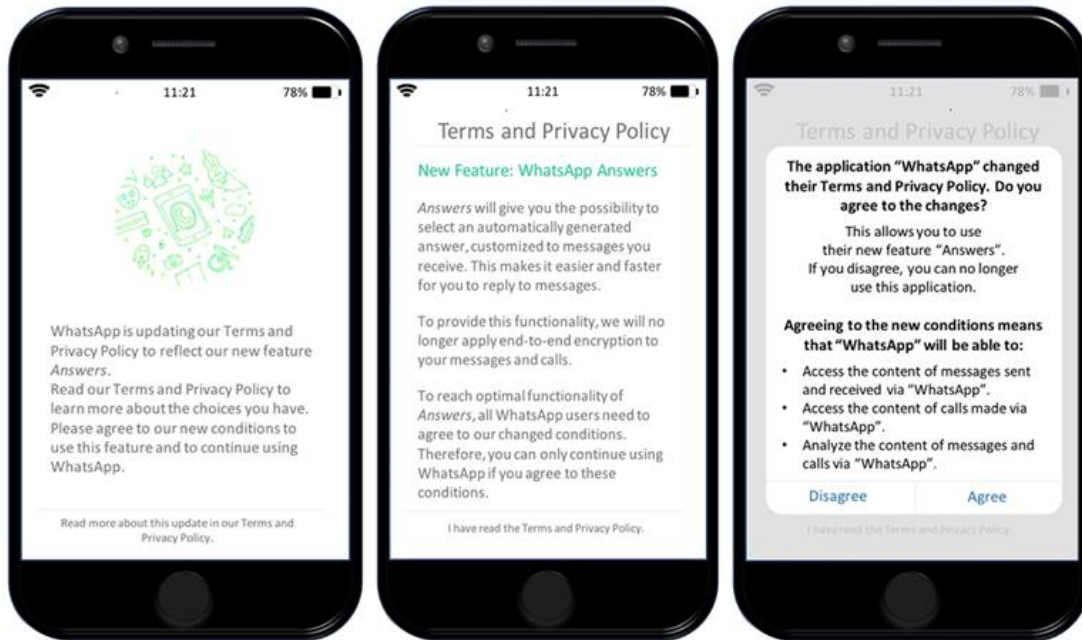 11:21 78%
WhatsApp is updating our Terms and
Privacy Policy to reflect our new feature
Answers.
Read our Terms and Privacy Policy to
learn more about the choices you have.
Please agree to our new conditions to
use this feature and to continue using
WhatsApp.
Read more about this update in our Terms and
Privacy Policy.
11:21 78%
Terms and Privacy Policy
New Feature: WhatsApp Answers
Answers will give you the possibility to
select an automatically generated
answer, customized to messages you
receive. This makes it easier and faster
for you to reply to messages.
To provide this functionality, we will no
longer apply end-to-end encryption to
your messages and calls.
To reach optimal functionality of
Answers, all WhatsApp users need to
agree to our changed conditions.
Therefore, you can only continue using
WhatsApp if you agree to these
conditions.
I have read the Terms and Privacy Policy.
11:21 78%
Terms and Privacy Policy
The application “WhatsApp” changed
their Terms and Privacy Policy. Do you
agree to the changes?
This allows you to use
their new feature “Answers”.
If you disagree, you can no longer
use this application.
Agreeing to the new conditions means
that “WhatsApp” will be able to:
• Access the content of messages sent
and received via “WhatsApp”.
• Access the content of calls made via
“WhatsApp”.
• Analyze the content of messages and
calls via “WhatsApp”.
Disagree Agree
I have read the Terms and Privacy Policy.